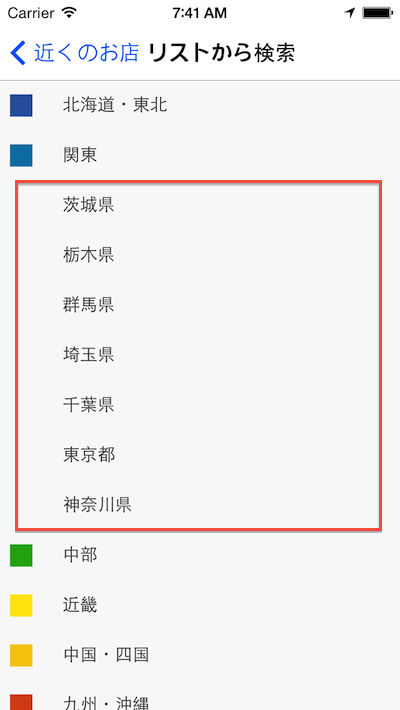 Carrier 7:41 AM
近くのお店 リストから検索
北海道・東北
関東
茨城県
栃木県
群馬県
埼玉県
千葉県
東京都
神奈川県
中部
近畿
中国・四国
九州・沖縄